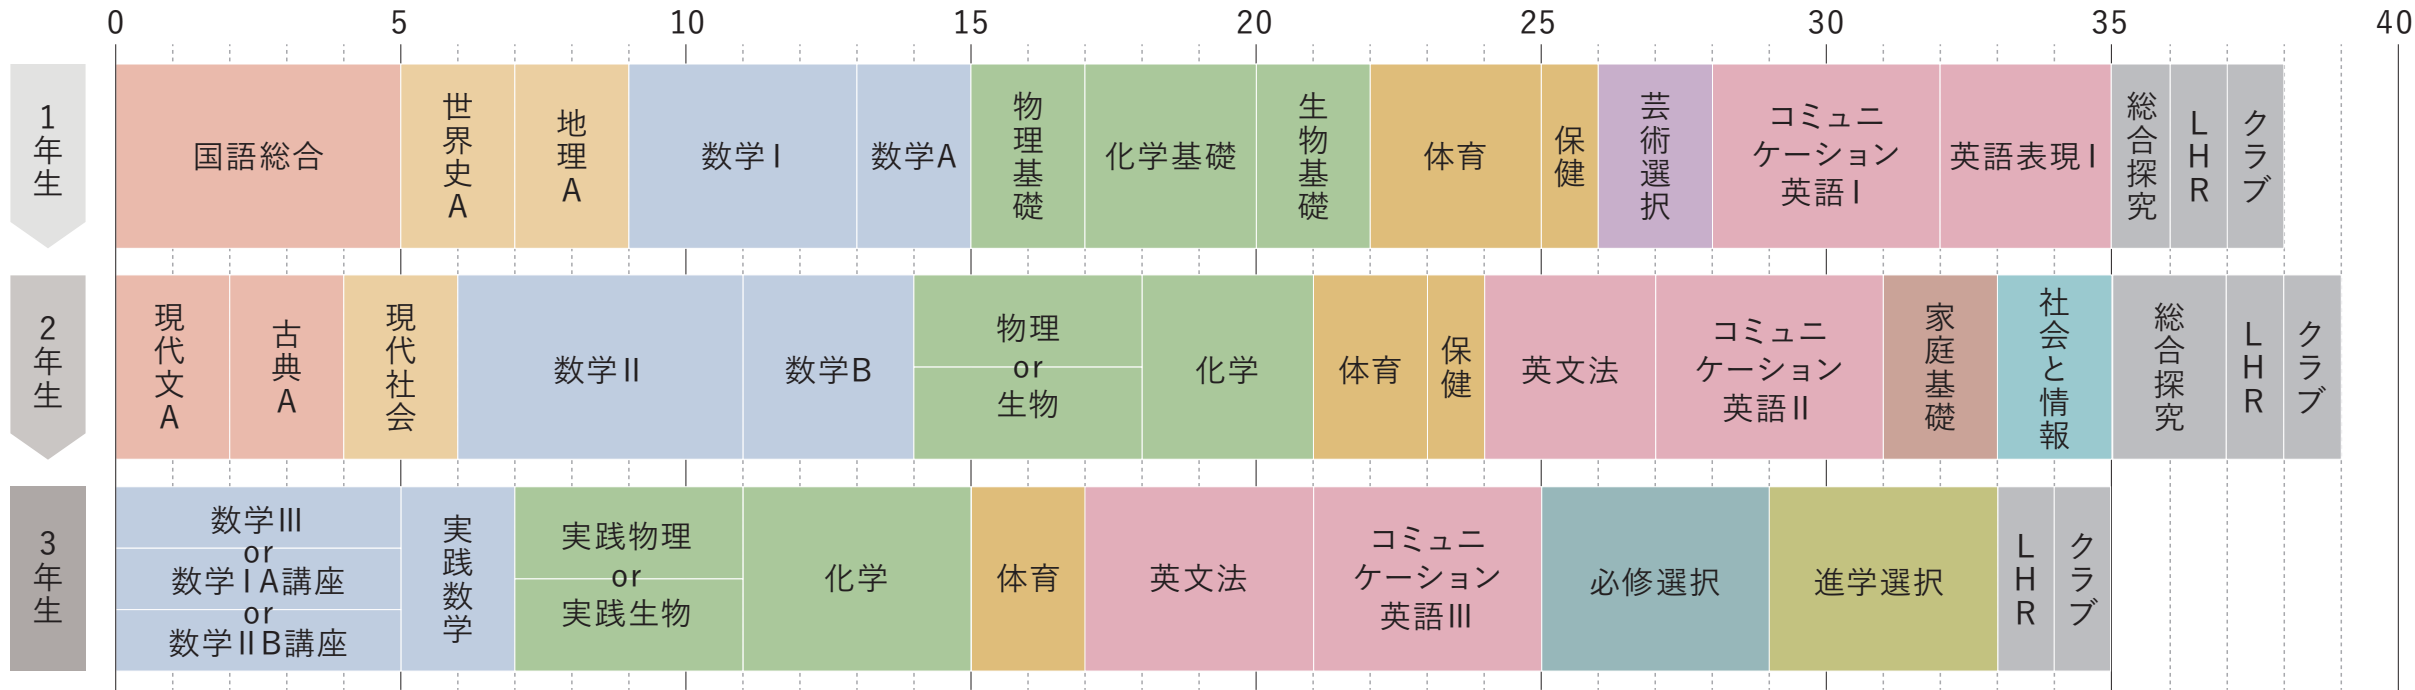 0 5 10 15 20 25 30 35 40
1年生
国語総合
世界史A
地理A
数学Ⅰ
数学A
物理基礎
化学基礎
生物基礎
体育
保健
芸術選択
コミュニ
ケーション
英語Ⅰ
英語表現Ⅰ
総合探究
LHR
クラブ
2年生
現代文A
古典A
現代社会
数学Ⅱ
数学B
物理
or
生物
化学
体育
保健
英文法
コミュニ
ケーション
英語Ⅱ
家庭基礎
社会と情報
総合探究
LHR
クラブ
3年生
数学Ⅲ
or
数学ⅠA講座
or
数学ⅡB講座
実践数学
実践物理
or
実践生物
化学
体育
英文法
コミュニ
ケーション
英語Ⅲ
必修選択
進学選択
LHR
クラブ